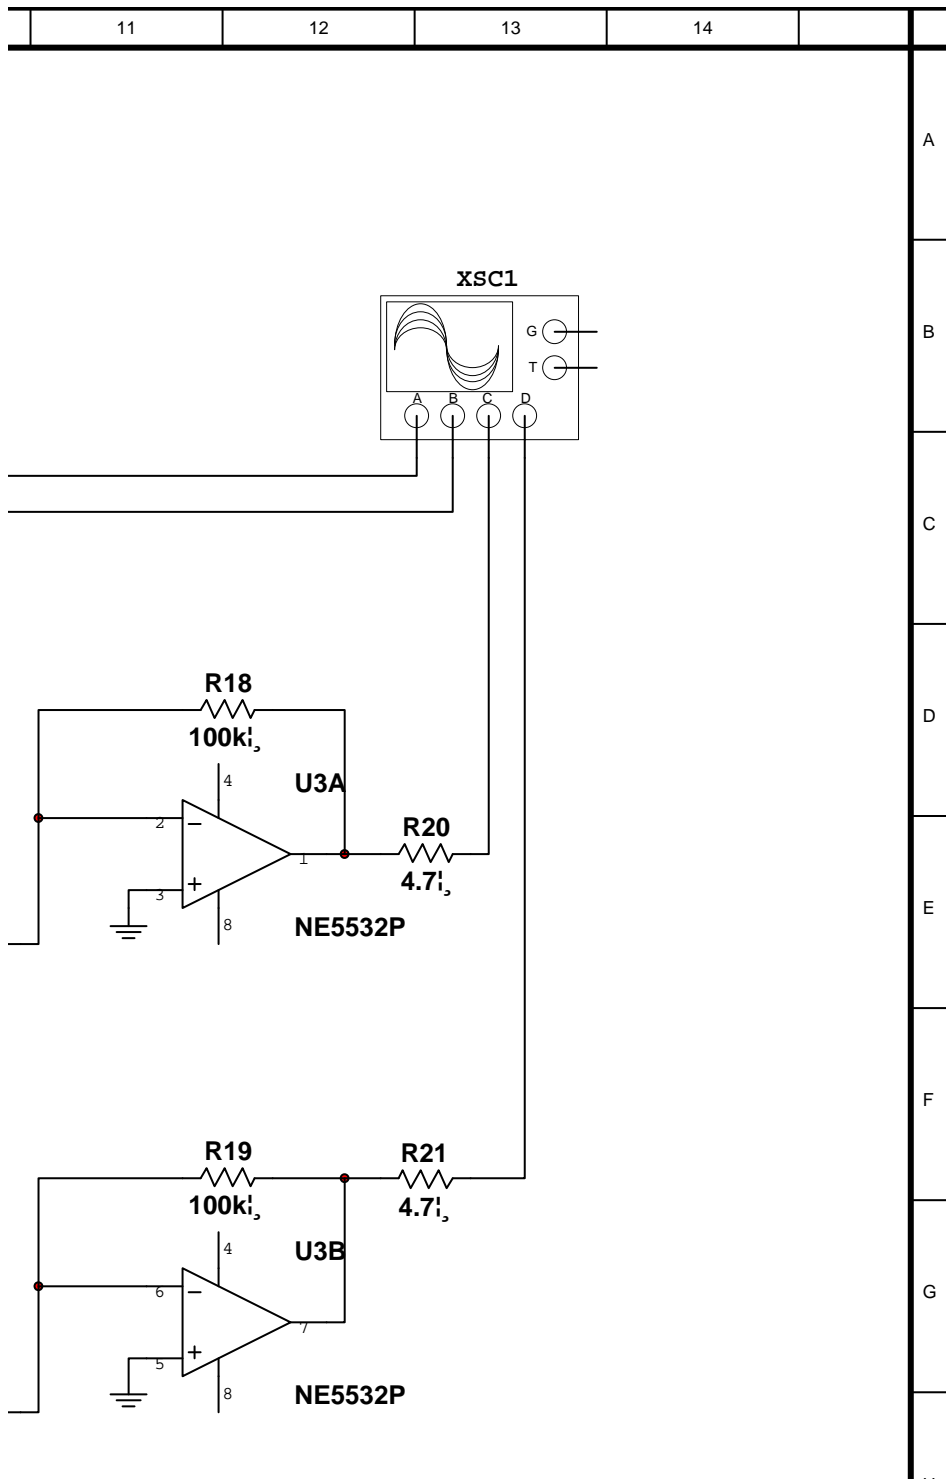 11 12 13 14
A
XSC1
B
G
T
A B C D
C
R18
D
100k¦¸
4
U3A
2
R20
1
3
4.7¦¸
E
8
NE5532P
F
R19
R21
100k¦¸
4.7¦¸
4
U3B
6
G
7
5
8
NE5532P